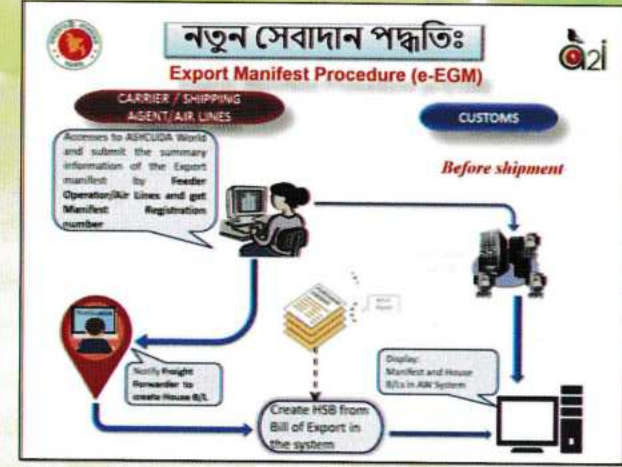 নতুন সেবাদান পদ্ধতিঃ
a2i
Export Manifest Procedure (e-EGM)
CARRIER / SHIPPING
AGENT/AIR LINES
CUSTOMS
Accesses to ASYCUDA World
and submit the summary
information of the Export
manifest by Feeder
Operator/Air Lines and get
Manifest Registration
number
Before shipment
Notify Freight
Forwarder to
create House B/L
Display:
Manifest and House
B/Ls in AW System
Create HSB from
Bill of Export in
the system